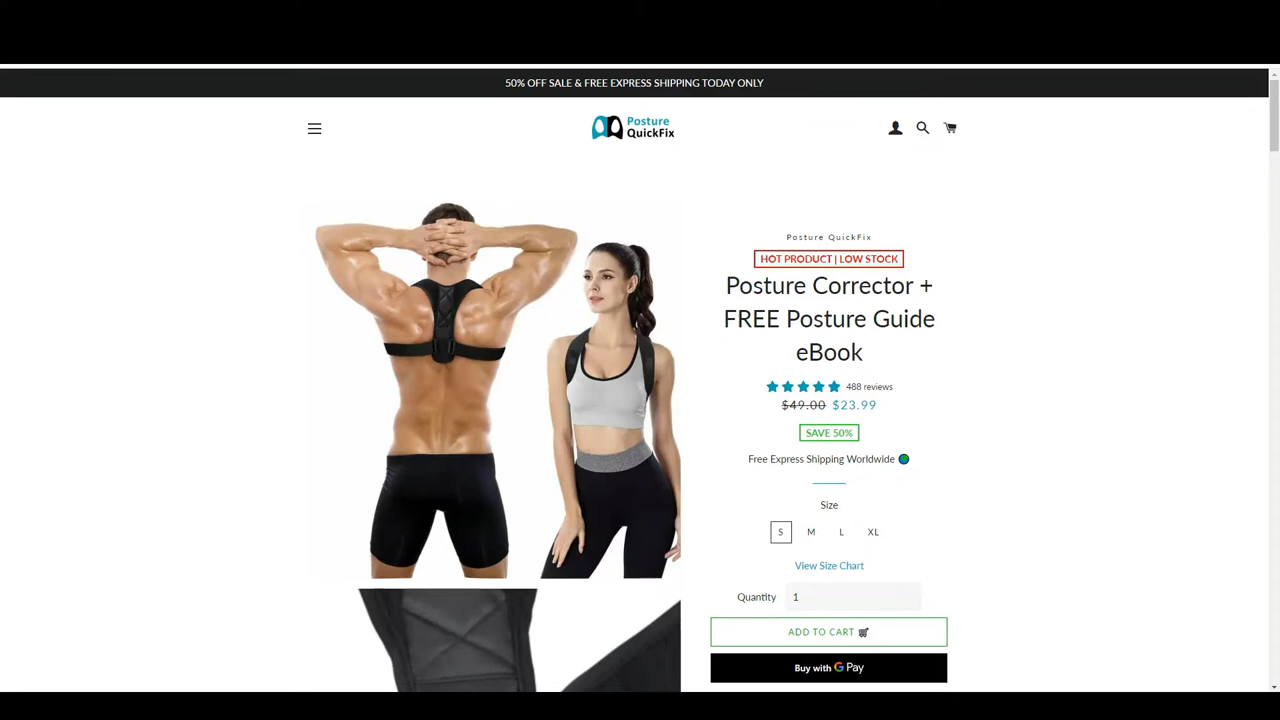 50% OFF SALE & FREE EXPRESS SHIPPING TODAY ONLY
Posture
QuickFix
Posture QuickFix
HOT PRODUCT | LOW STOCK
Posture Corrector +
FREE Posture Guide
eBook
488 reviews
$49.00 $23.99
SAVE 50%
Free Express Shipping Worldwide
Size
S M L XL
View Size Chart
Quantity 1
ADD TO CART
Buy with G Pay